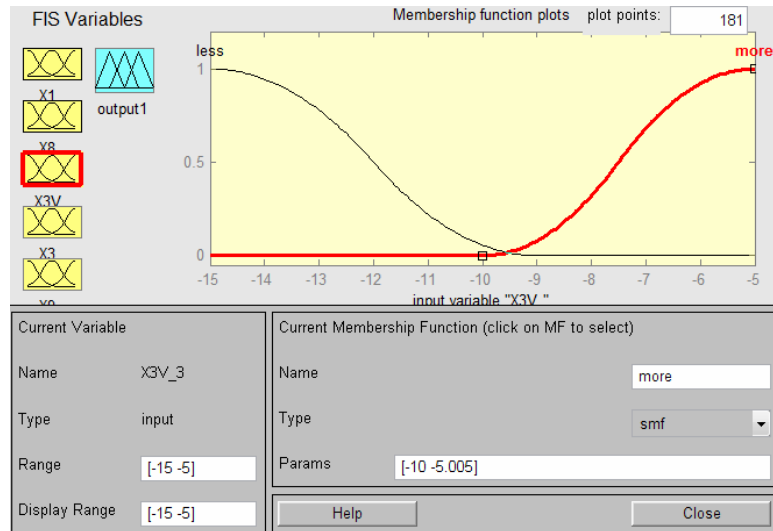 FIS Variables
Membership function plots plot points: 181
X1
output1
X8
X3V
X3
less
more
1
0.5
0
-15 -14 -13 -12 -11 -10 -9 -8 -7 -6 -5
input variable "X3V_"
Current Variable
Name X3V_3
Type input
Range [-15 -5]
Display Range [-15 -5]
Current Membership Function (click on MF to select)
Name more
Type smf
Params [-10 -5.005]
Help Close